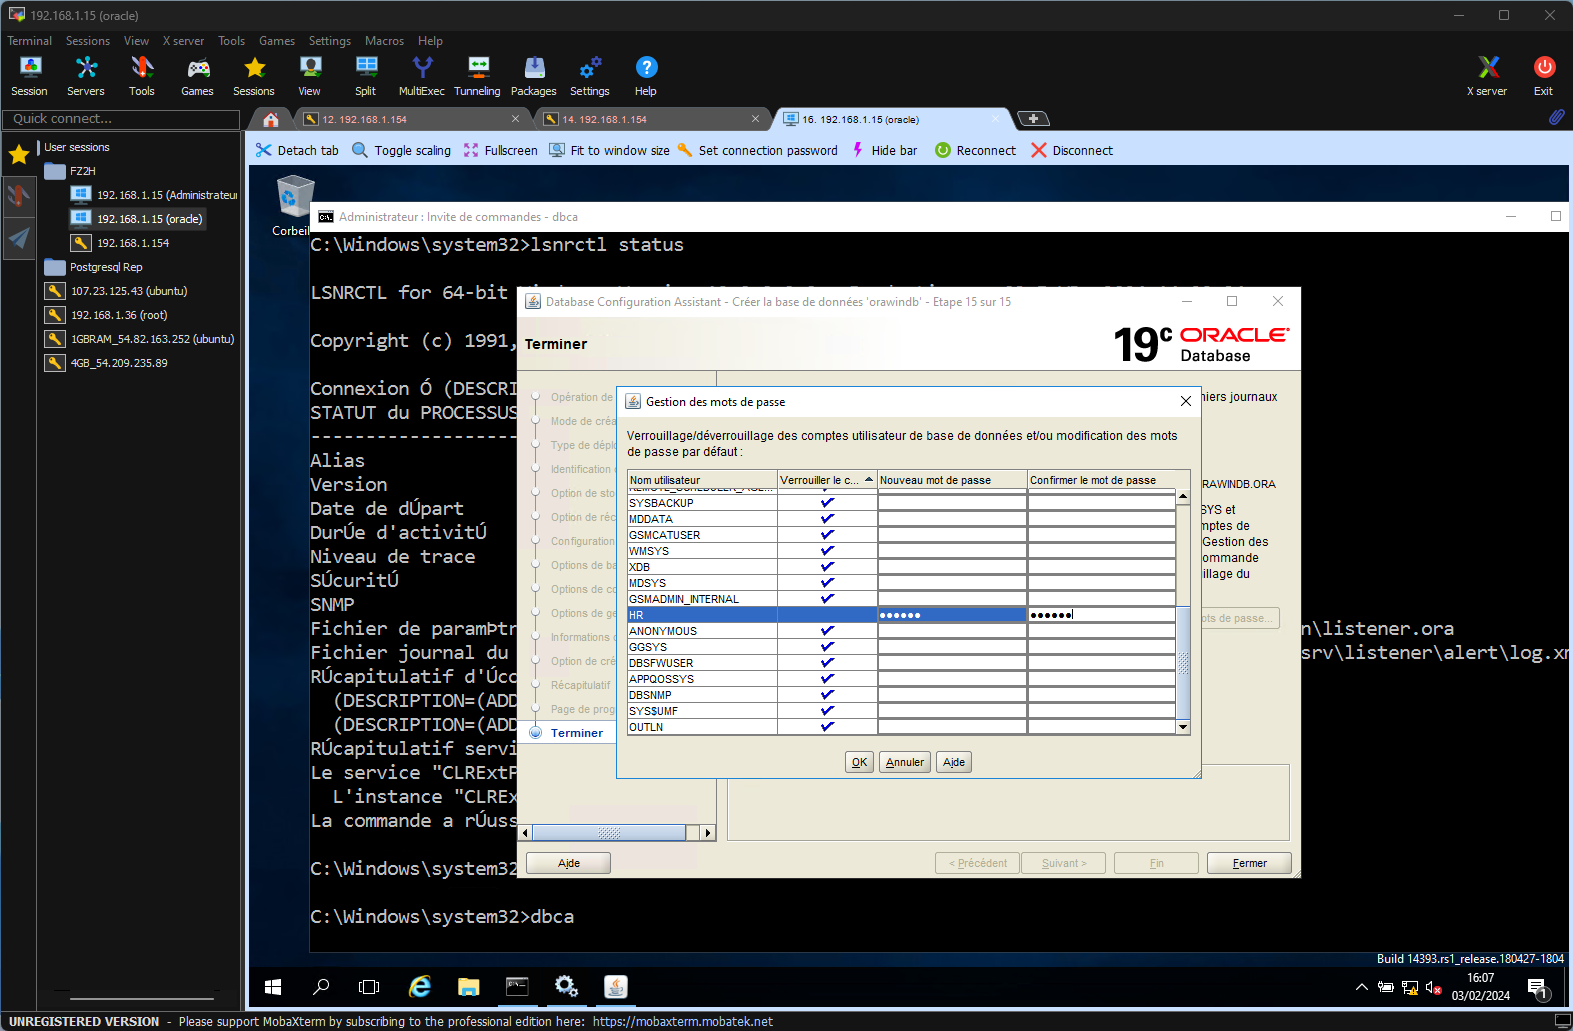 192.168.1.15 (oracle)
Terminal Sessions View X server Tools Games Settings Macros Help
Session Servers Tools Games Sessions View Split MultiExec Tunneling Packages Settings Help X server Exit
Quick connect...
12. 192.168.1.154
14. 192.168.1.154
16. 192.168.1.15 (oracle)
Detach tab Toggle scaling Fullscreen Fit to window size Set connection password Hide bar Reconnect Disconnect
User sessions
FZ2H
192.168.1.15 (Administrateur
192.168.1.15 (oracle)
192.168.1.154
Postgresql Rep
107.23.125.43 (ubuntu)
192.168.1.36 (root)
1GBRAM_54.82.163.252 (ubuntu)
4GB_54.209.235.89
Corbeil
Administrateur : Invite de commandes - dbca
C:\Windows\system32>lsnrctl status
LSNRCTL for 64-bit
Copyright (c) 1991,
Connexion Ó (DESCRI
STATUT du PROCESSUS
--------------------
Alias
Version
Date de dÚpart
DurÚe d'activitÚ
Niveau de trace
SÚcuritÚ
SNMP
Fichier de paramÞtr n\listener.ora
Fichier journal du srv\listener\alert\log.xm
RÚcapitulatif d'Úco
(DESCRIPTION=(ADD
(DESCRIPTION=(ADD
RÚcapitulatif servi
Le service "CLRExtP
L'instance "CLREx
La commande a rÚuss
C:\Windows\system32
C:\Windows\system32>dbca
Database Configuration Assistant - Créer la base de données 'orawindb' - Etape 15 sur 15
Terminer
19c ORACLE
Database
Opération de
Mode de créa
Type de déplo
Identification
Option de sto
Option de réc
Configuration
Options de ba
Options de co
Options de ge
Informations
Option de cré
Récapitulatif
Page de prog
Terminer
hiers journaux
RAWINDB.ORA
SYS et
mptes de
Gestion des
ommande
illage du
ots de passe...
Gestion des mots de passe
Verrouillage/déverrouillage des comptes utilisateur de base de données et/ou modification des mots
de passe par défaut :
Nom utilisateur Verrouiller le c... Nouveau mot de passe Confirmer le mot de passe
REMOTE_SCHEDULER_AGE...
SYSBACKUP
MDDATA
GSMCATUSER
WMSYS
XDB
MDSYS
GSMADMIN_INTERNAL
HR ●●●●●● ●●●●●●
ANONYMOUS
GGSYS
DBSFWUSER
APPQOSSYS
DBSNMP
SYS$UMF
OUTLN
OK Annuler Aide
Aide < Précédent Suivant > Fin Fermer
Build 14393.rs1_release.180427-1804
16:07
03/02/2024
1
UNREGISTERED VERSION - Please support MobaXterm by subscribing to the professional edition here: https://mobaxterm.mobatek.net